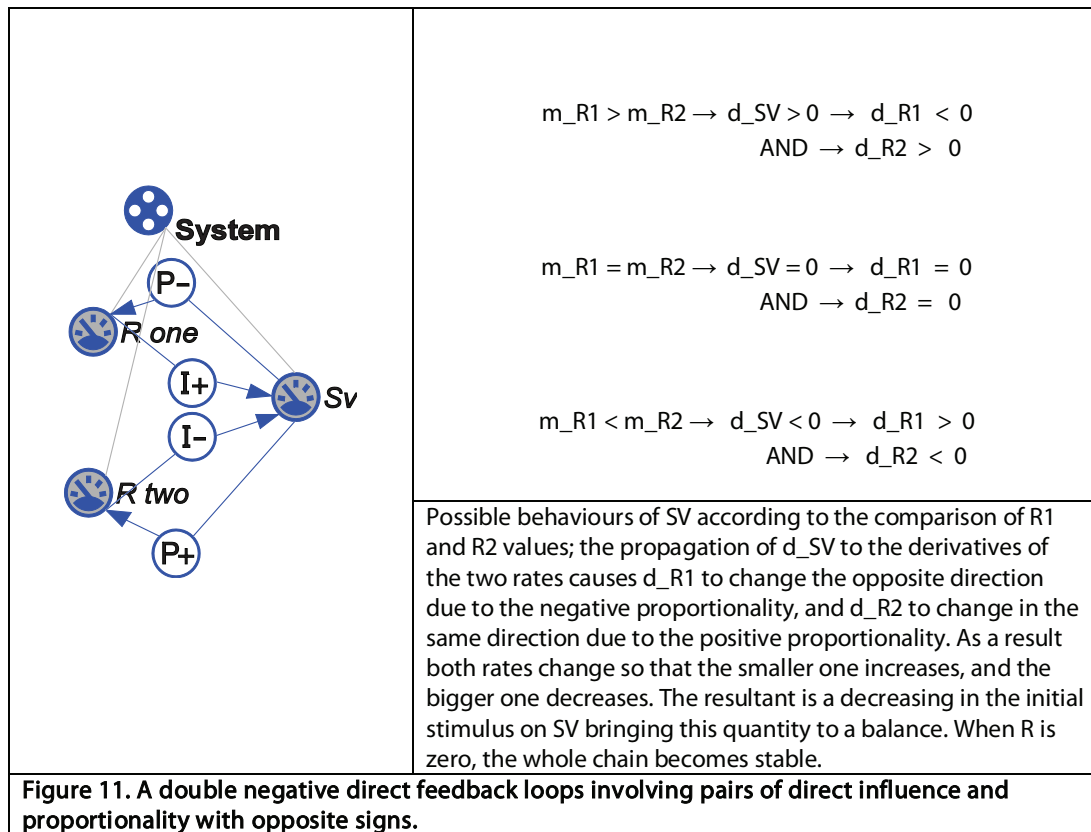 System
P−
R one
I+
Sv
I−
R two
P+
m_R1 > m_R2 → d_SV > 0 → d_R1 < 0
AND → d_R2 > 0
m_R1 = m_R2 → d_SV = 0 → d_R1 = 0
AND → d_R2 = 0
m_R1 < m_R2 → d_SV < 0 → d_R1 > 0
AND → d_R2 < 0
Possible behaviours of SV according to the comparison of R1
and R2 values; the propagation of d_SV to the derivatives of
the two rates causes d_R1 to change the opposite direction
due to the negative proportionality, and d_R2 to change in the
same direction due to the positive proportionality. As a result
both rates change so that the smaller one increases, and the
bigger one decreases. The resultant is a decreasing in the initial
stimulus on SV bringing this quantity to a balance. When R is
zero, the whole chain becomes stable.
Figure 11. A double negative direct feedback loops involving pairs of direct influence and
proportionality with opposite signs.